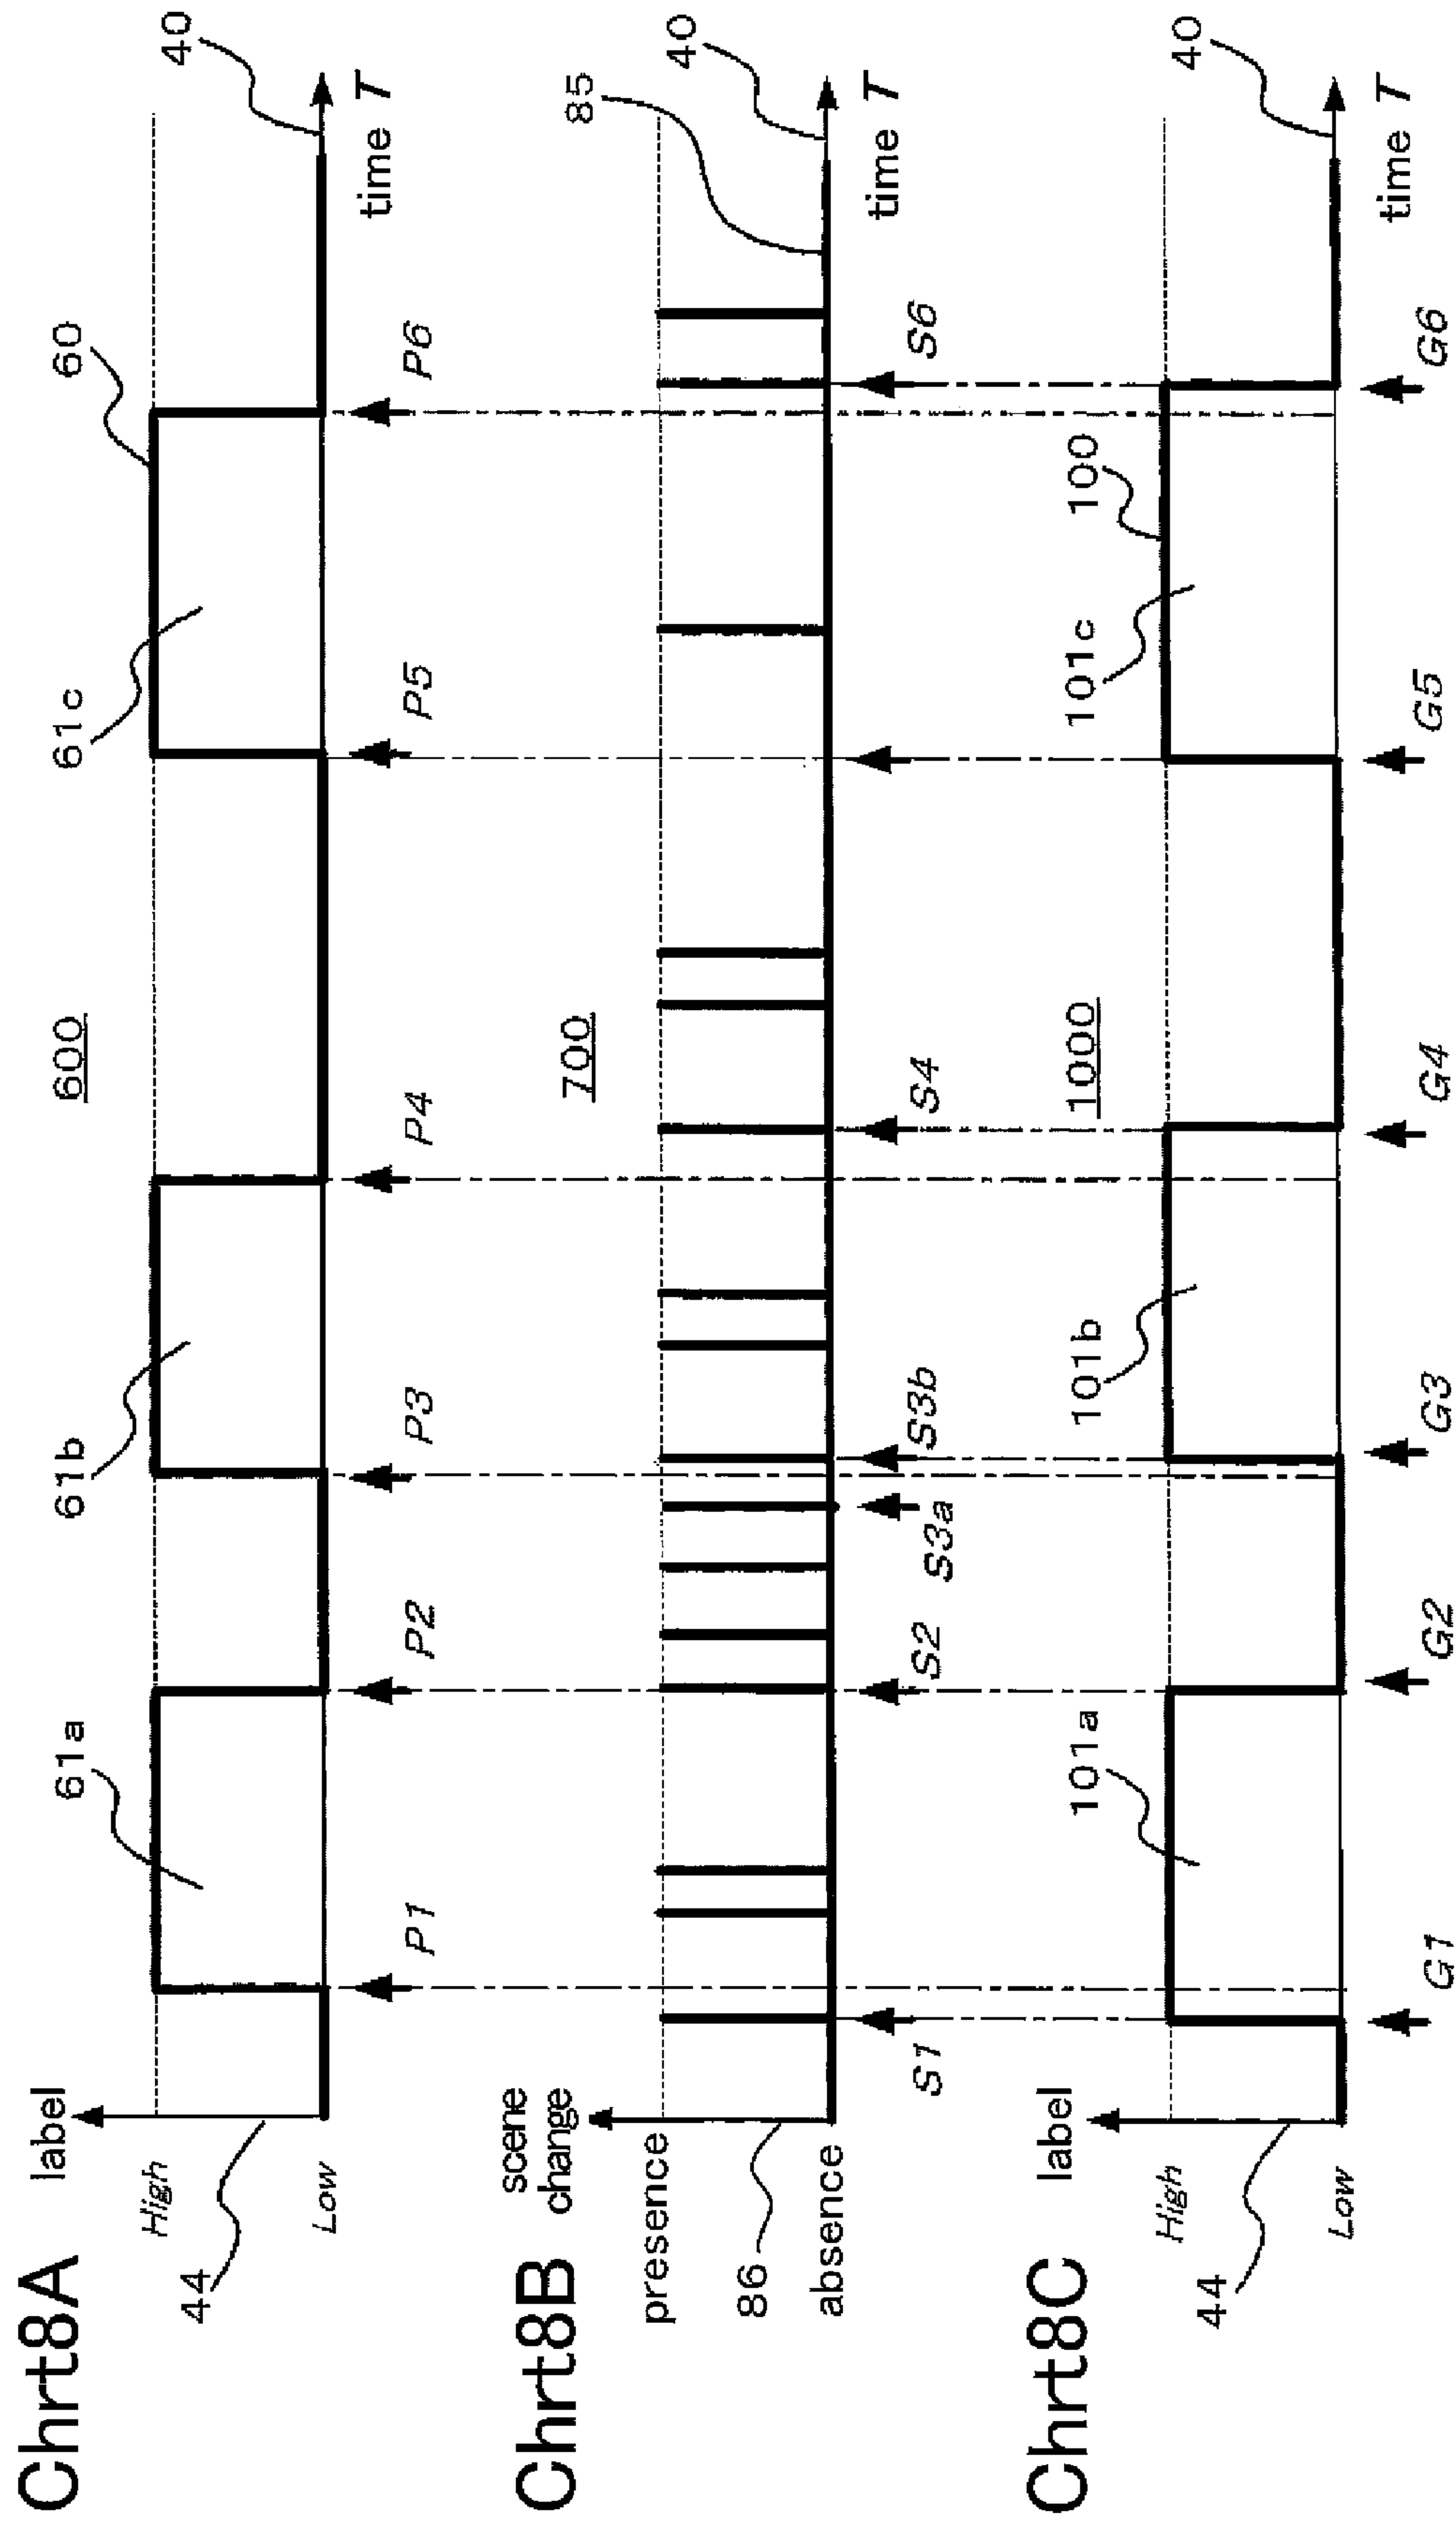 Chrt8A
label
600
61a
61b
61c
60
40
High
44
Low
P1
P2
P3
P4
P5
P6
time T
Chrt8B
scene
change
700
85
40
presence
86
absence
S1
S2
S3a
S3b
S4
S6
time T
Chrt8C
label
1000
101a
101b
101c
100
40
High
44
Low
time T
G1
G2
G3
G4
G5
G6